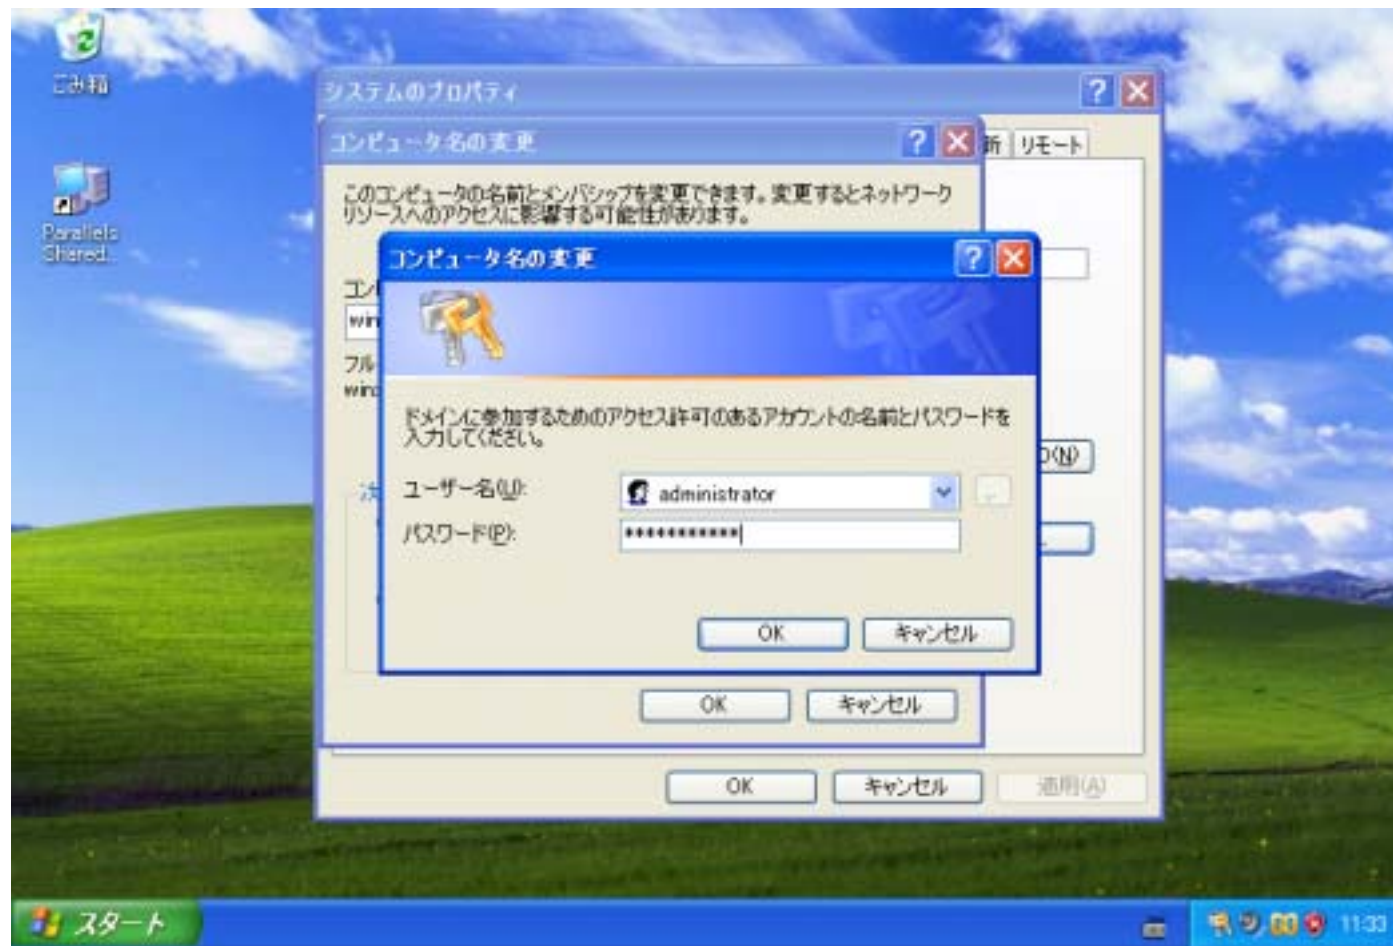 ごみ箱
Parallels
Shared...
システムのプロパティ
コンピュータ名の変更
新
リモート
このコンピュータの名前とメンバシップを変更できます。変更するとネットワーク
リソースへのアクセスに影響する可能性があります。
コンピュータ名の変更
コン
win
フル
winc
ドメインに参加するためのアクセス許可のあるアカウントの名前とパスワードを
入力してください。
ユーザー名(U):
administrator
パスワード(P):
***********
OK
キャンセル
D(N)
次
OK
キャンセル
OK
キャンセル
適用(A)
スタート
11:33